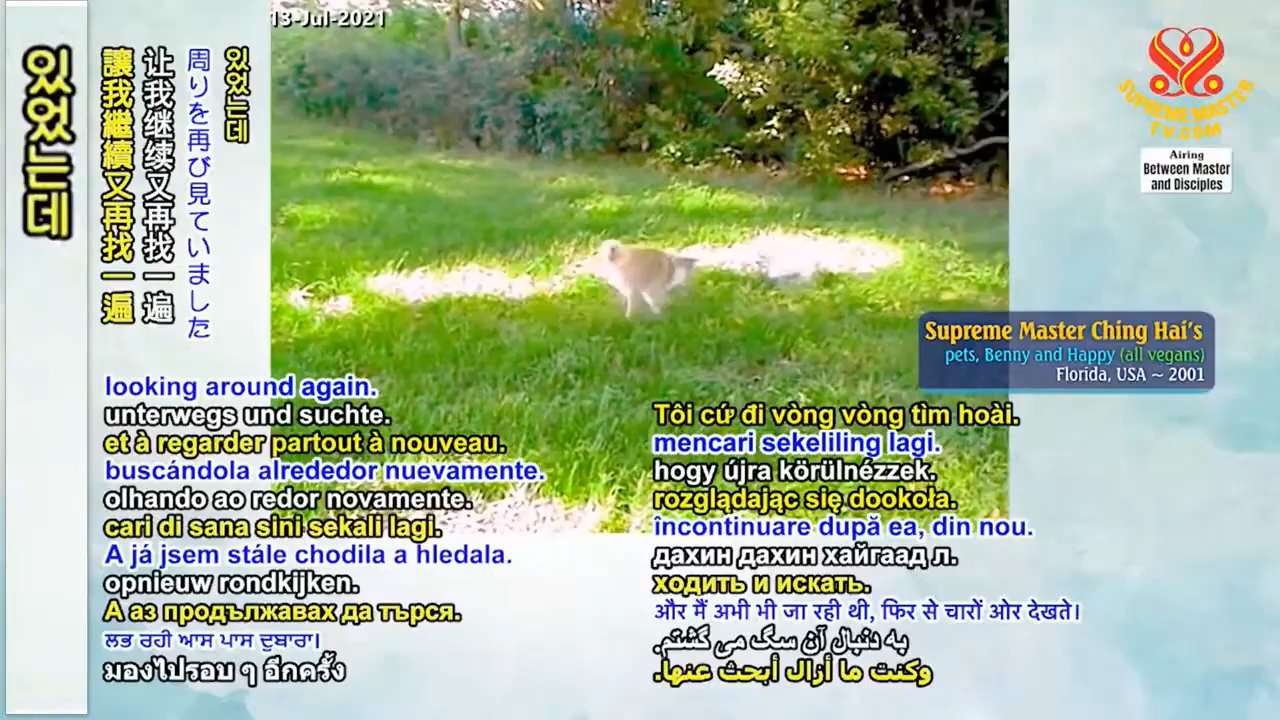 13-Jul-2021
있었는데
讓我繼續又再找一遍
让我继续又再找一遍
周りを再び見ていました
있었는데
SUPREME MASTER
TV.COM
Airing
Between Master
and Disciples
Supreme Master Ching Hai's
pets, Benny and Happy (all vegans)
Florida, USA ~ 2001
looking around again.
unterwegs und suchte.
et à regarder partout à nouveau.
buscándola alrededor nuevamente.
olhando ao redor novamente.
cari di sana sini sekali lagi.
A já jsem stále chodila a hledala.
opnieuw rondkijken.
А аз продължавах да търся.
ਲਭ ਰਹੀ ਆਸ ਪਾਸ ਦੁਬਾਰਾ।
มองไปรอบ ๆ อีกครั้ง
Tôi cứ đi vòng vòng tìm hoài.
mencari sekeliling lagi.
hogy újra körülnézzek.
rozglądając się dookoła.
încontinuare după ea, din nou.
дахин дахин хайгаад л.
ходить и искать.
और मैं अभी भी जा रही थी, फिर से चारों ओर देखते।
به دنبال آن سگ می گشتم.
وكنت ما أزال أبحث عنها.